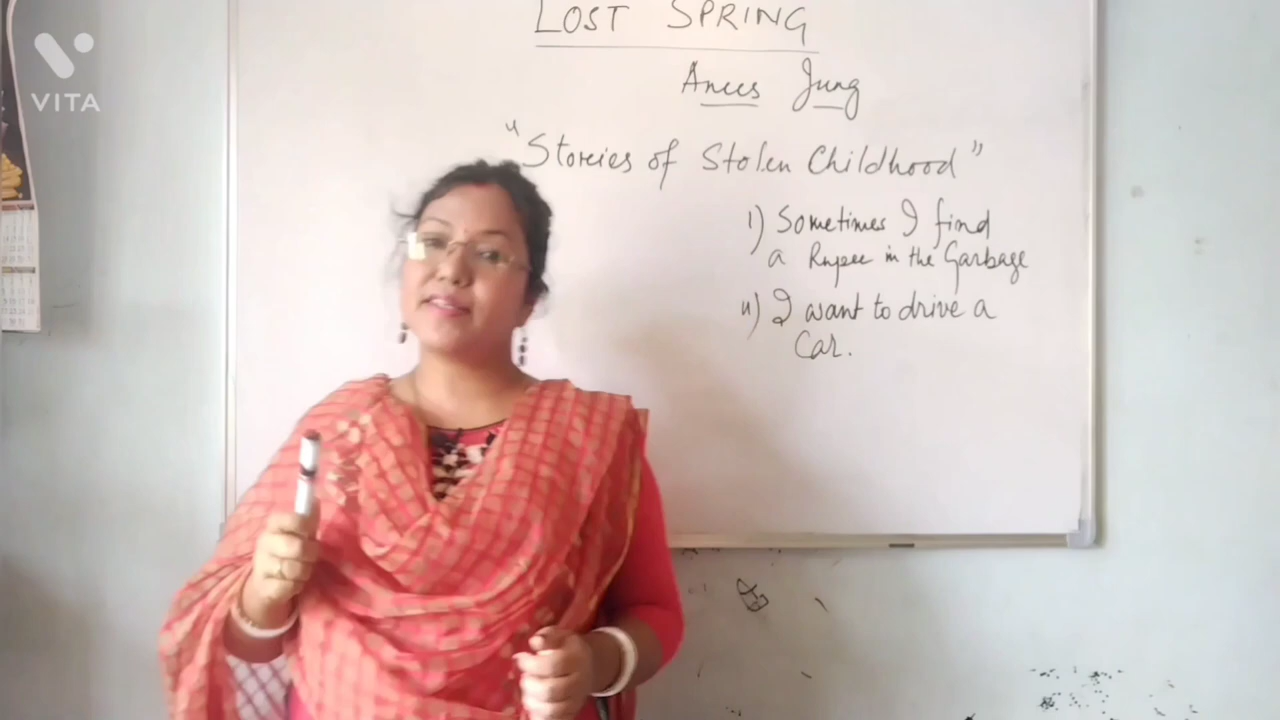 VITA
LOST SPRING
Anees Jung
"Stories of Stolen Childhood"
i) Sometimes I find
a Rupee in the Garbage
ii) I want to drive a
Car.